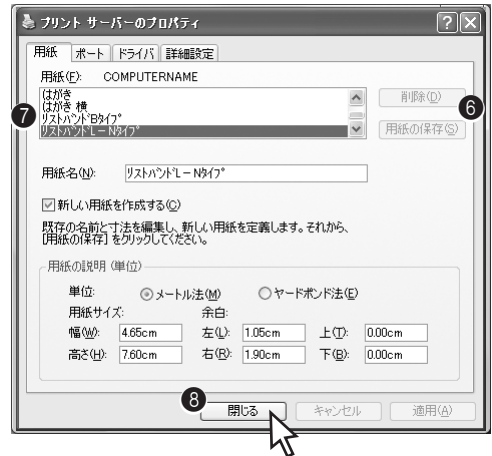 プリント サーバーのプロパティ
用紙 ポート ドライバ 詳細設定
用紙(F): COMPUTERNAME
はがき
はがき 横
リストバンドBタイプ
リストバンドL－Nタイプ
削除(D)
用紙の保存(S)
6
7
用紙名(N): リストバンドL－Nタイプ
新しい用紙を作成する(C)
既存の名前と寸法を編集し、新しい用紙を定義します。それから、
[用紙の保存] をクリックしてください。
用紙の説明 (単位)
単位: メートル法(M) ヤードポンド法(E)
用紙サイズ: 余白:
幅(W): 4.65cm 左(L): 1.05cm 上(T): 0.00cm
高さ(H): 7.60cm 右(R): 1.90cm 下(B): 0.00cm
8
閉じる キャンセル 適用(A)